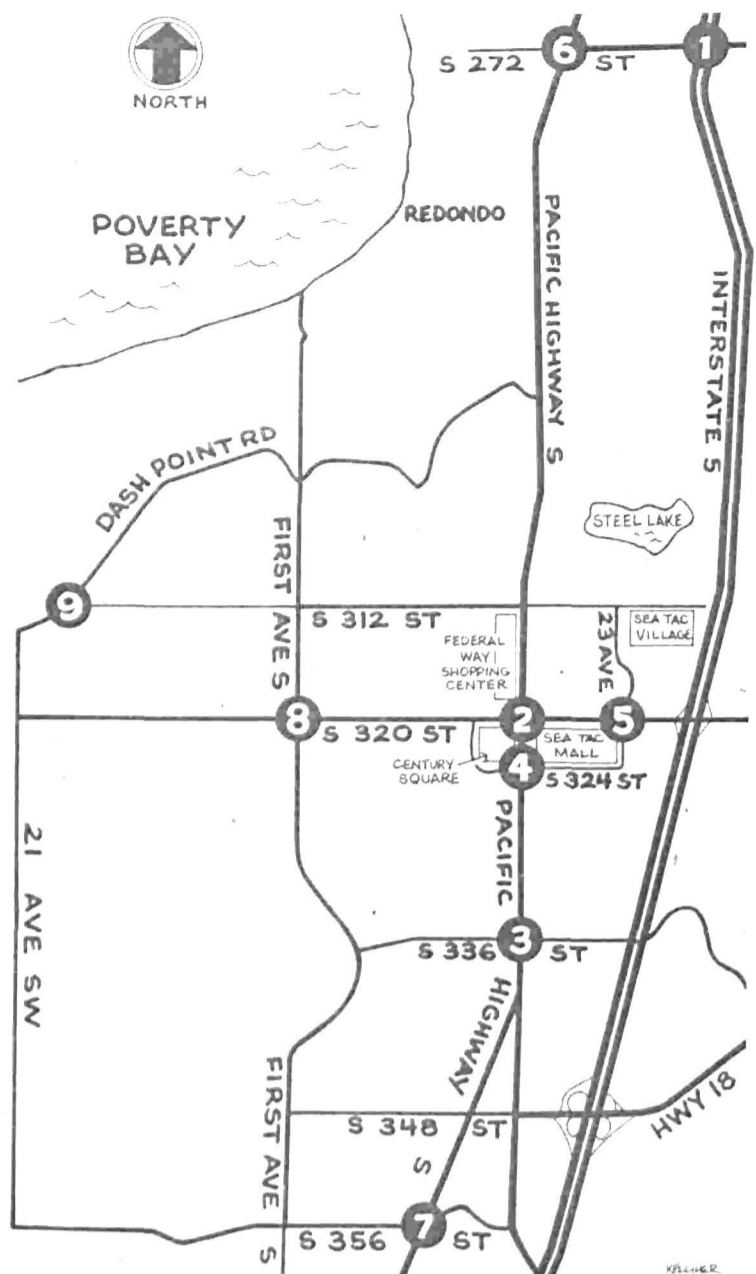 6
1
S 272 ST
NORTH
POVERTY
BAY
REDONDO
PACIFIC HIGHWAY S
INTERSTATE 5
DASH POINT RD
STEEL LAKE
9
FIRST AVE S
S 312 ST
23 AVE
SEA TAC
VILLAGE
FEDERAL
WAY
SHOPPING
CENTER
8
2
5
S 320 ST
SEA TAC
MALL
CENTURY
SQUARE
4
S 324 ST
21 AVE SW
PACIFIC
3
S 336 ST
HIGHWAY
S
FIRST AVE S
S 348 ST
HWY 18
7
S 356 ST